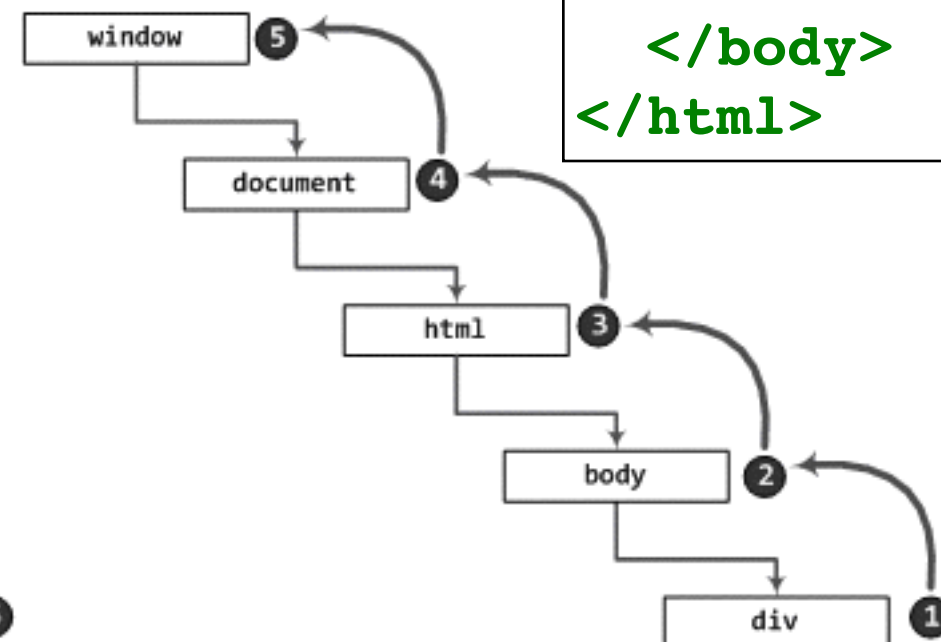 window 5
</body>
</html>
document 4
html 3
body 2
div 1